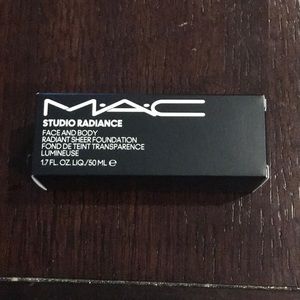 M·A·C
STUDIO RADIANCE
FACE AND BODY
RADIANT SHEER FOUNDATION
FOND DE TEINT TRANSPARENCE
LUMINEUSE
1.7 FL. OZ. LIQ./50 ML ℮